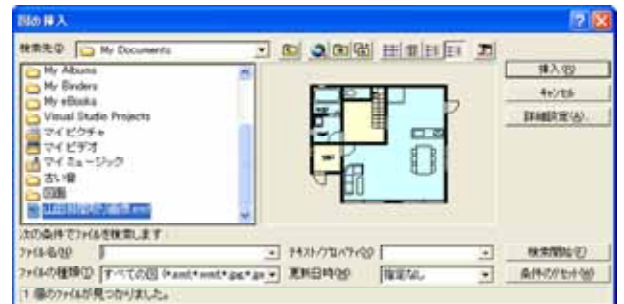 図の挿入
検索先(I): My Documents
My Albums
My Binders
My eBooks
Visual Studio Projects
マイピクチャ
マイビデオ
マイミュージック
古い音
図面
挿入(S)
キャンセル
詳細設定(A)...
次の条件でファイルを検索します
ファイル名(N): テキスト/プロパティ(X): 検索開始(F)
ファイルの種類(T): すべての図 更新日時(M): 指定なし 条件のリセット(W)
1 個のファイルが見つかりました。